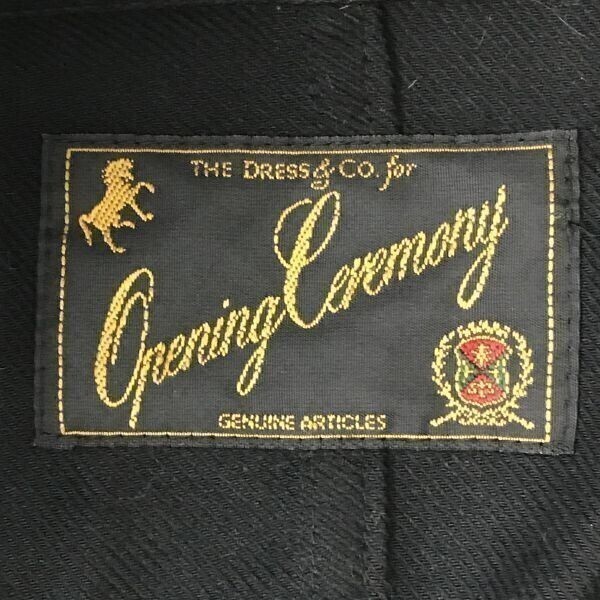 THE DRESS & CO. for
Opening Ceremony
GENUINE ARTICLES